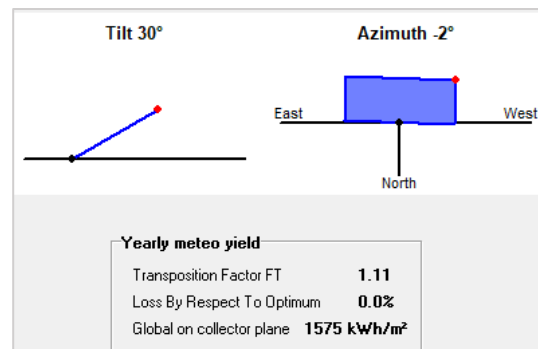 Tilt 30°
Azimuth -2°
East
West
North
Yearly meteo yield
Transposition Factor FT 1.11
Loss By Respect To Optimum 0.0%
Global on collector plane 1575 kWh/m²